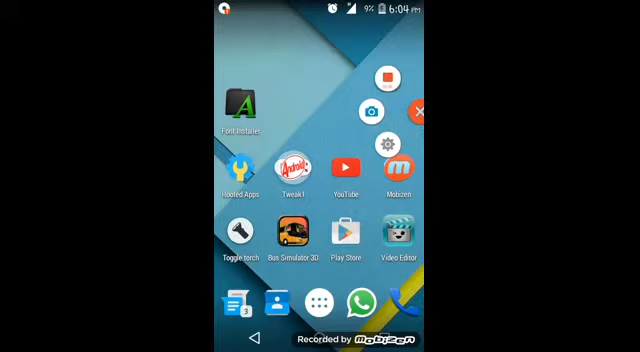 9% 6:04 PM
A
Font Installer
Android
m
Rooted Apps Tweak1 YouTube Mobizen
Toggle torch Bus Simulator 3D Play Store Video Editor
3
Recorded by mobizen